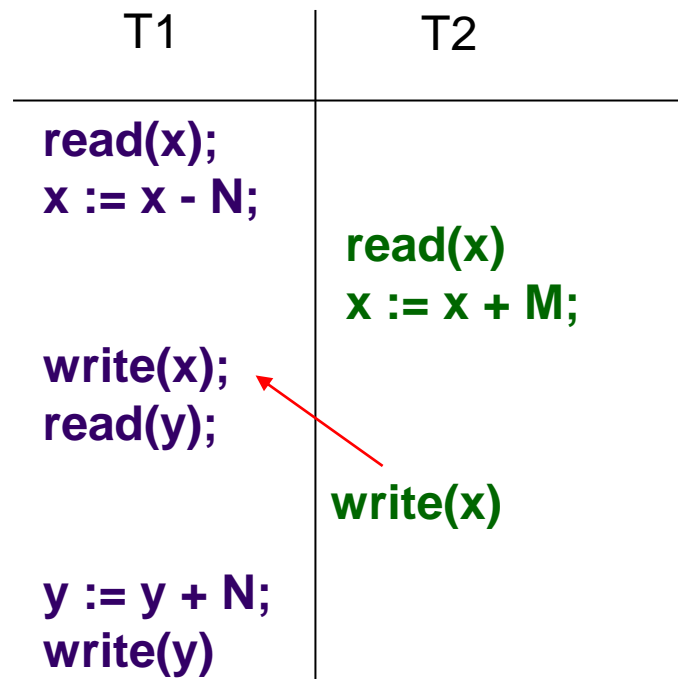 T1 T2
read(x);
x := x - N;
read(x)
x := x + M;
write(x);
read(y);
write(x)
y := y + N;
write(y)